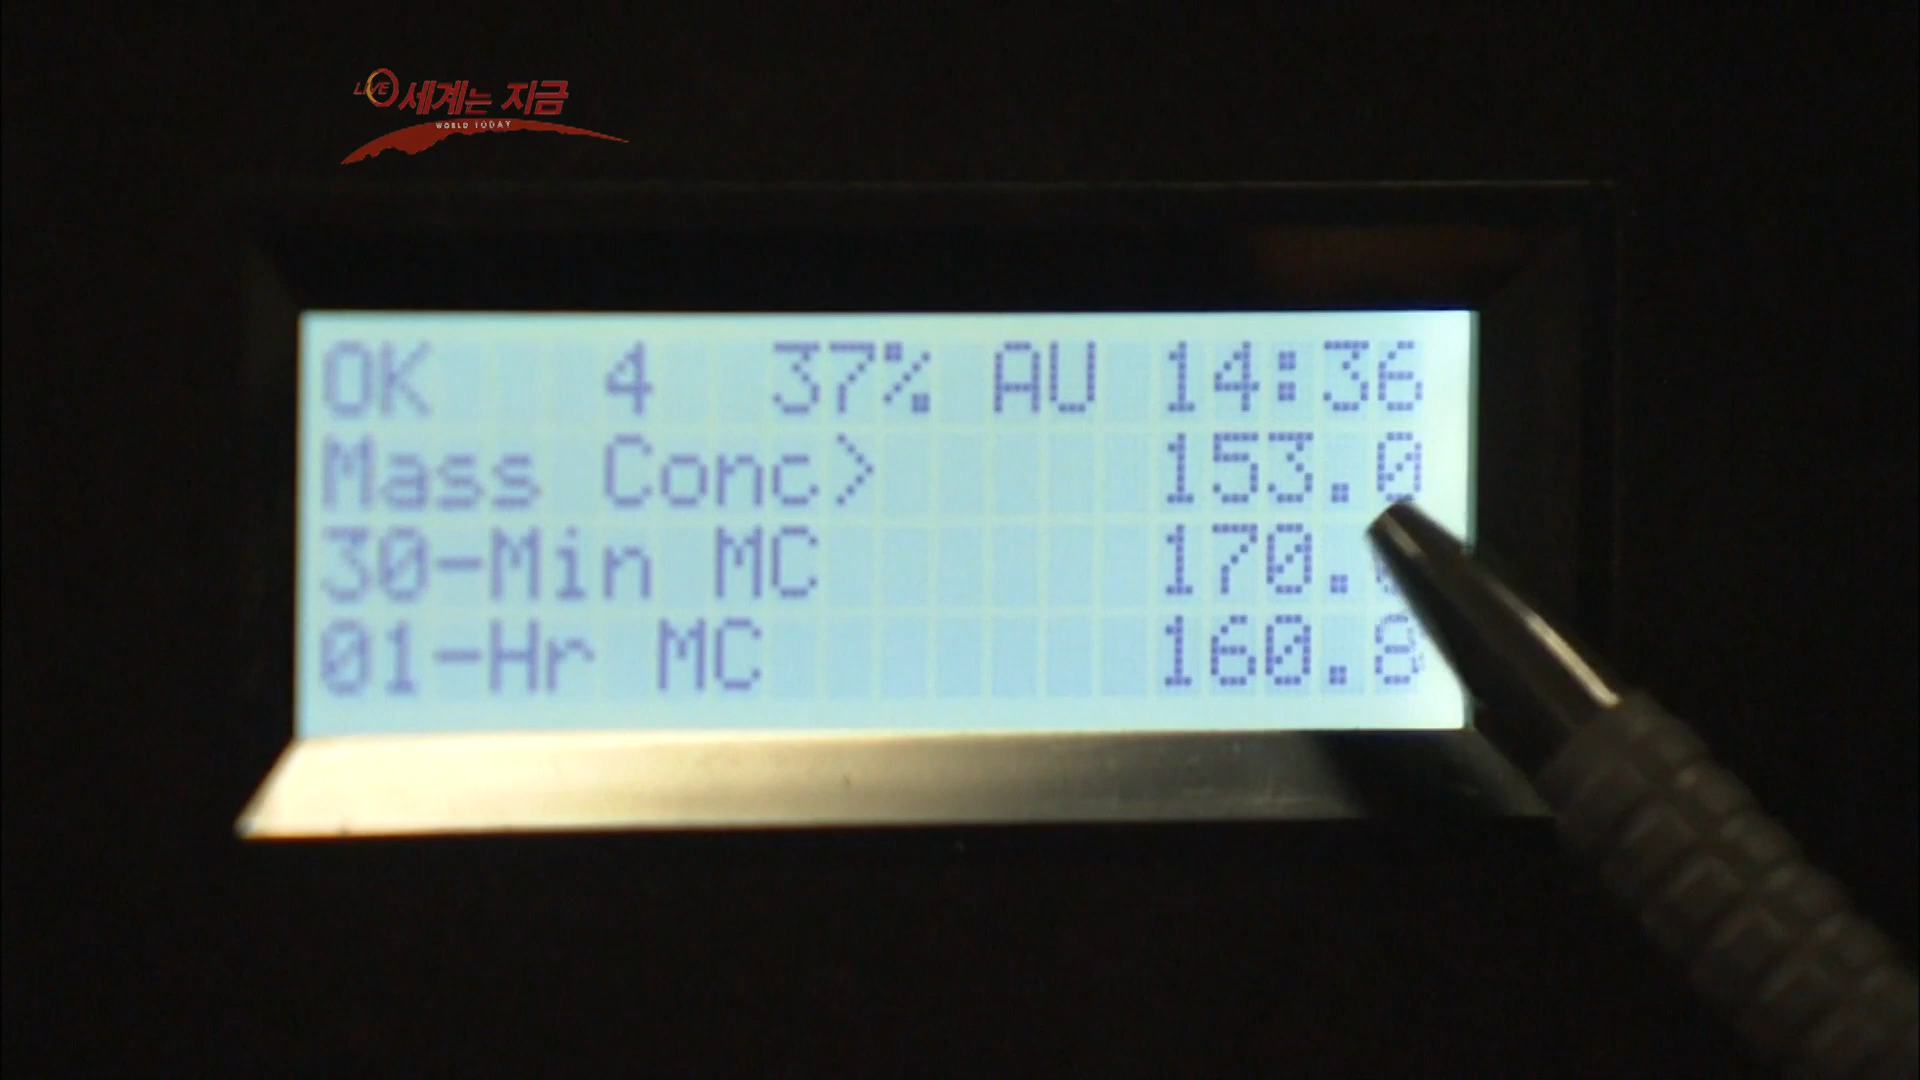 LIVE 세계는 지금
WORLD TODAY
OK 4 37% AU 14:36
Mass Conc> 153.0
30-Min MC 170.
01-Hr MC 160.8